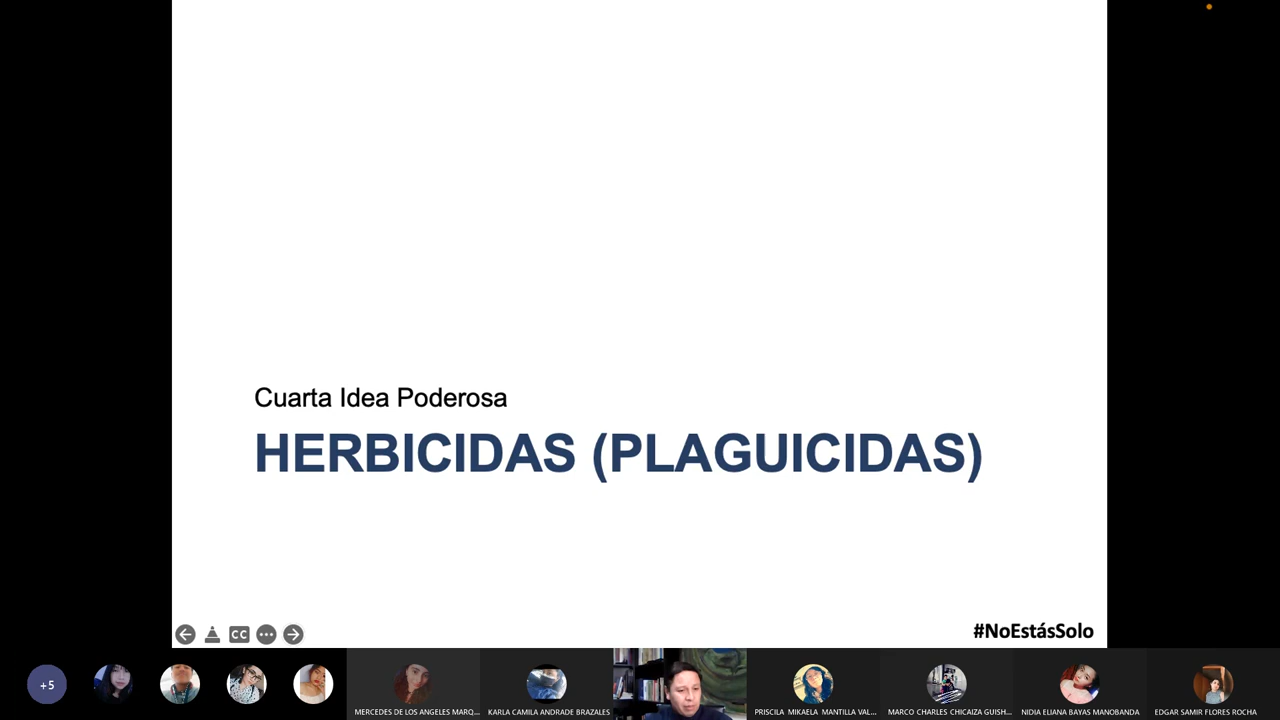 Cuarta Idea Poderosa
HERBICIDAS (PLAGUICIDAS)
CC
#NoEstásSolo
+5
MERCEDES DE LOS ANGELES MARQ...
KARLA CAMILA ANDRADE BRAZALES
PRISCILA MIKAELA MANTILLA VAL...
MARCO CHARLES CHICAIZA GUISH...
NIDIA ELIANA BAYAS MANOBANDA
EDGAR SAMIR FLORES ROCHA